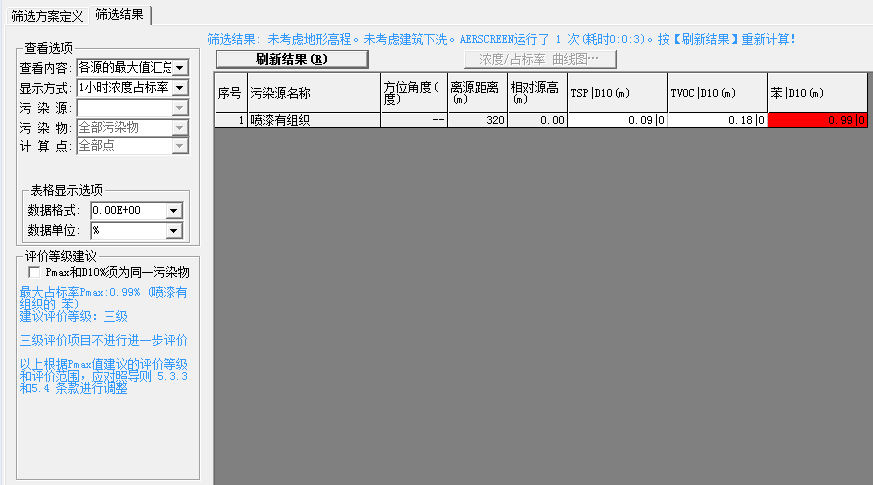 筛选方案定义 筛选结果
筛选结果: 未考虑地形高程。未考虑建筑下洗。AERSCREEN运行了 1 次(耗时0:0:3)。按【刷新结果】重新计算!
刷新结果(R) 浓度/占标率 曲线图…
查看选项
查看内容: 各源的最大值汇总
显示方式: 1小时浓度占标率
污 染 源:
污 染 物: 全部污染物
计 算 点: 全部点
表格显示选项
数据格式: 0.00E+00
数据单位: %
评价等级建议
Pmax和D10%须为同一污染物
最大占标率Pmax:0.99% (喷漆有
组织的 苯)
建议评价等级: 三级
三级评价项目不进行进一步评价
以上根据Pmax值建议的评价等级
和评价范围,应对照导则 5.3.3
和5.4 条款进行调整
序号 污染源名称 方位角度(度) 离源距离(m) 相对源高(m) TSP|D10(m) TVOC|D10(m) 苯|D10(m)
1 喷漆有组织 -- 320 0.00 0.09|0 0.18|0 0.99|0